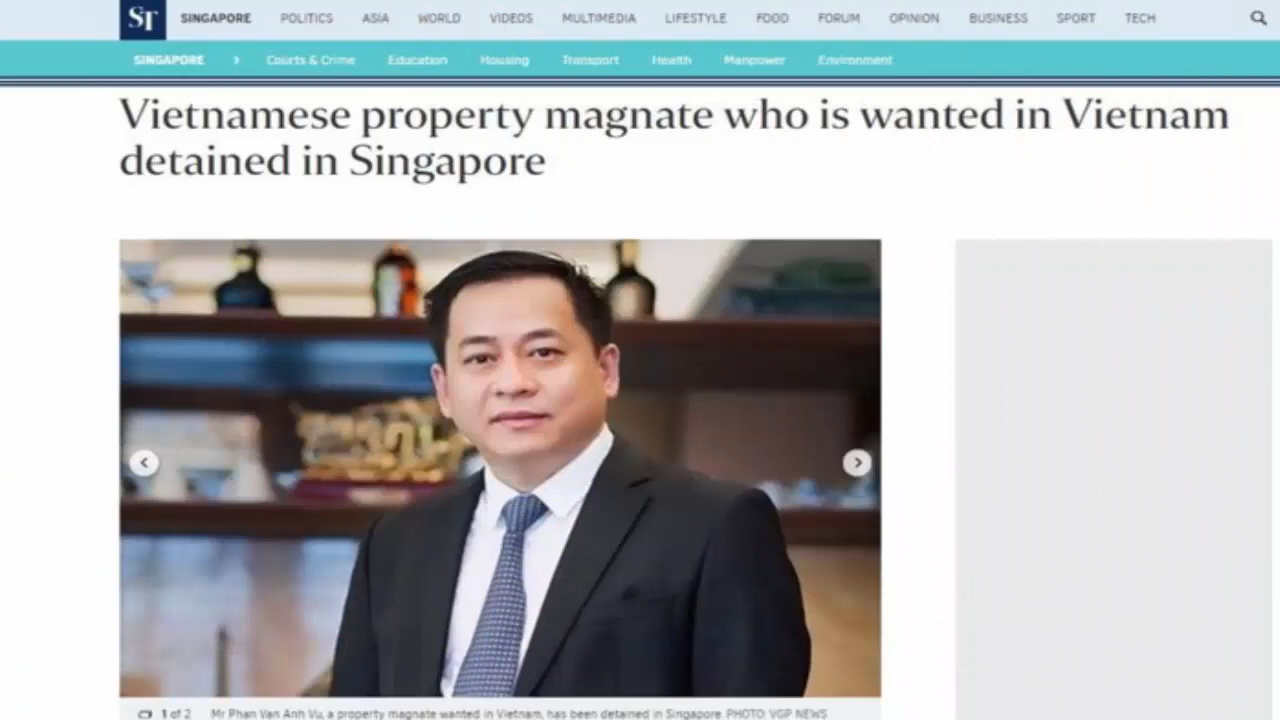 ST SINGAPORE POLITICS ASIA WORLD VIDEOS MULTIMEDIA LIFESTYLE FOOD FORUM OPINION BUSINESS SPORT TECH
SINGAPORE > Courts & Crime Education Housing Transport Health Manpower Environment
Vietnamese property magnate who is wanted in Vietnam
detained in Singapore
1 of 2 Mr Phan Van Anh Vu, a property magnate wanted in Vietnam, has been detained in Singapore. PHOTO: VGP NEWS